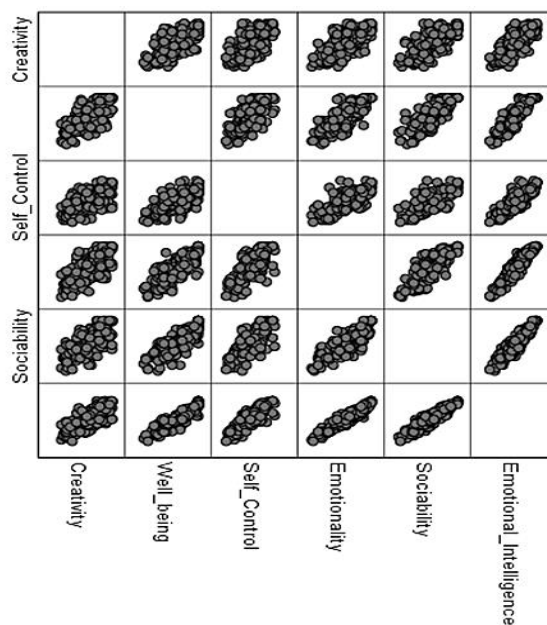 Creativity
Self_Control
Sociability
Creativity
Well_being
Self_Control
Emotionality
Sociability
Emotional_Intelligence